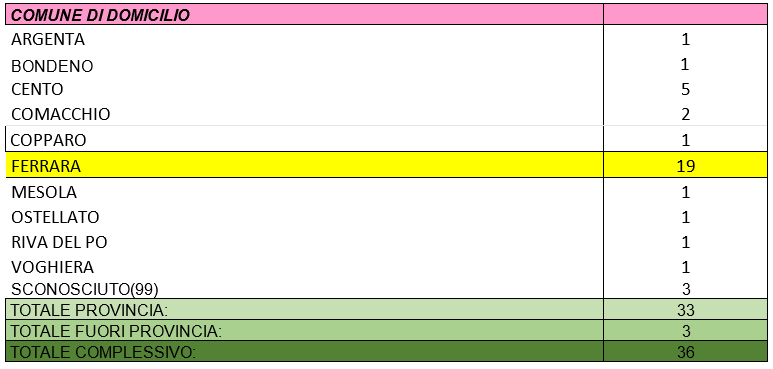 COMUNE DI DOMICILIO
ARGENTA 1
BONDENO 1
CENTO 5
COMACCHIO 2
COPPARO 1
FERRARA 19
MESOLA 1
OSTELLATO 1
RIVA DEL PO 1
VOGHIERA 1
SCONOSCIUTO(99) 3
TOTALE PROVINCIA: 33
TOTALE FUORI PROVINCIA: 3
TOTALE COMPLESSIVO: 36